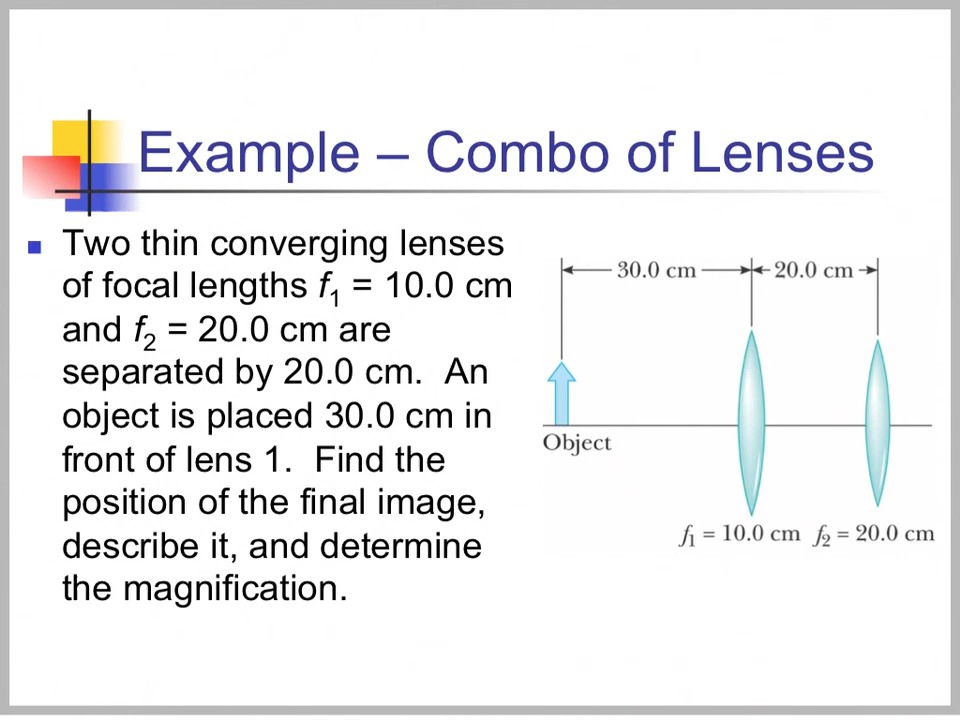 Example – Combo of Lenses
Two thin converging lenses
of focal lengths f₁ = 10.0 cm
and f₂ = 20.0 cm are
separated by 20.0 cm.  An
object is placed 30.0 cm in
front of lens 1.  Find the
position of the final image,
describe it, and determine
the magnification.
30.0 cm 20.0 cm
Object
f₁ = 10.0 cm f₂ = 20.0 cm